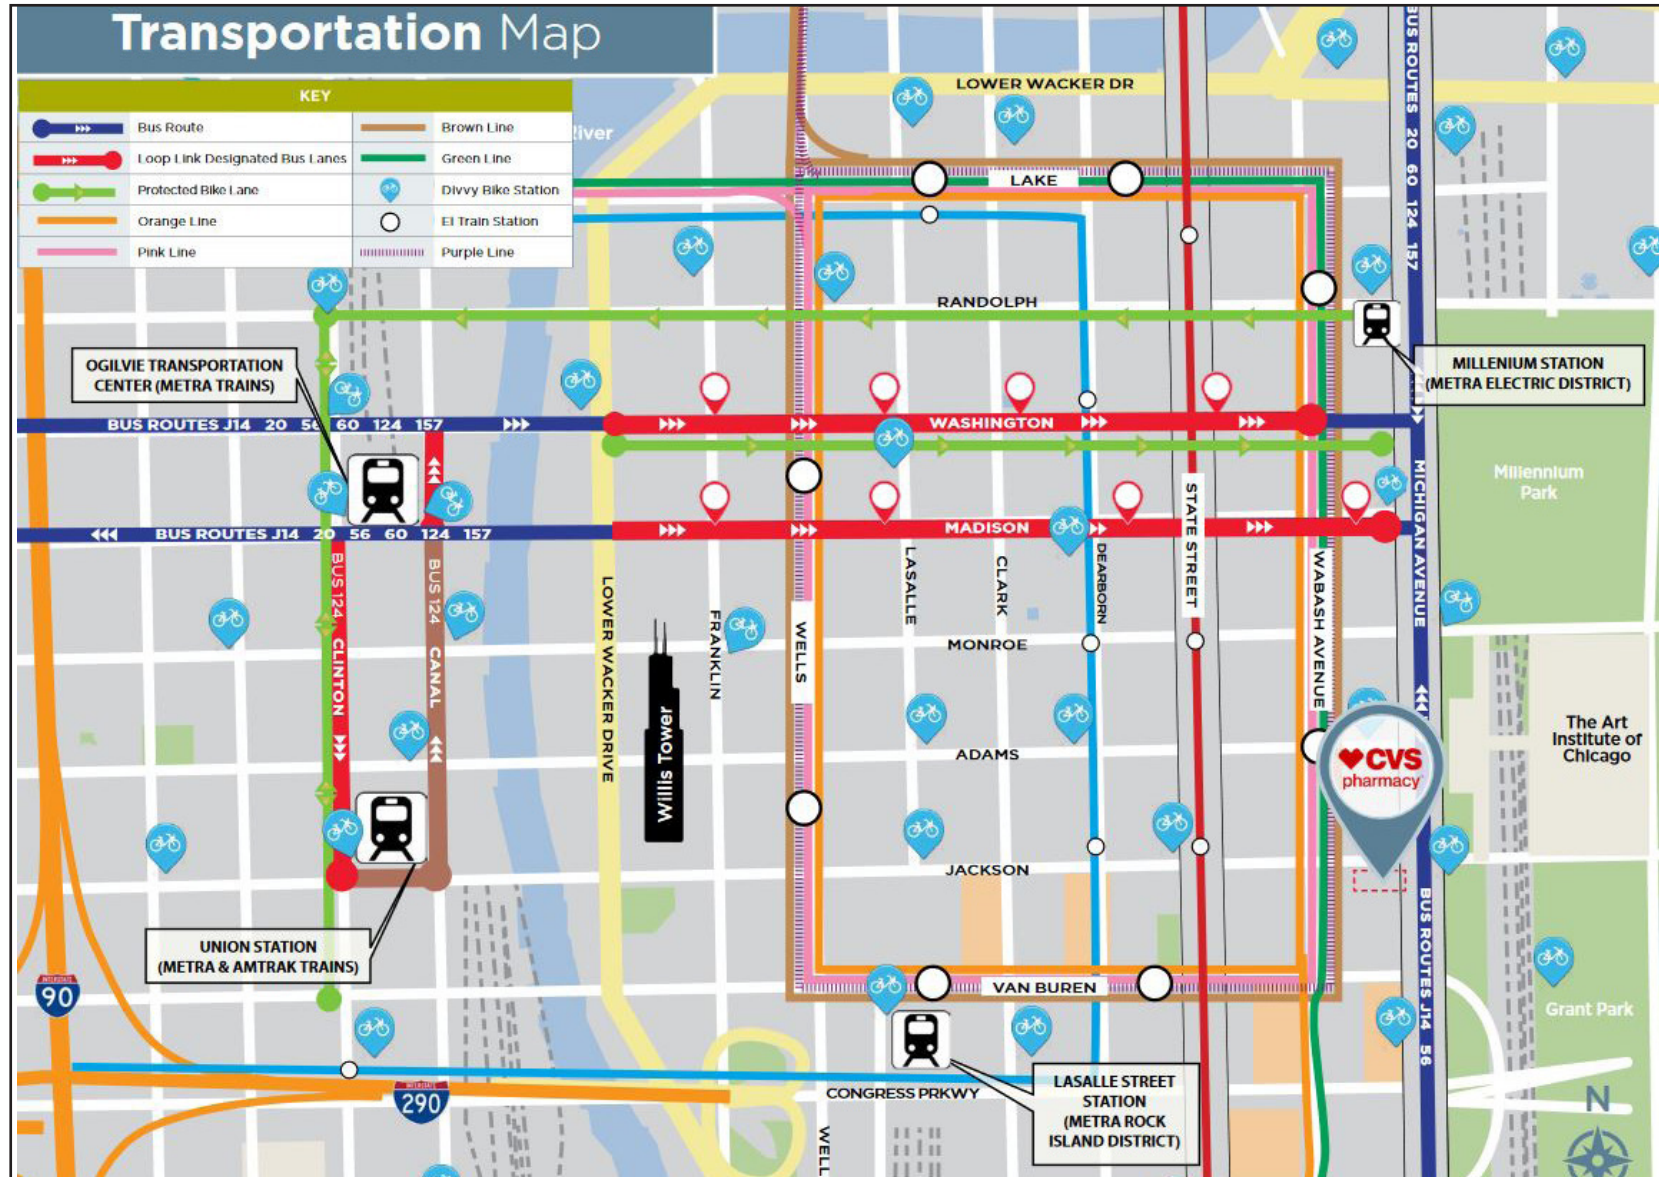 Transportation Map
KEY
Bus Route
Brown Line
Loop Link Designated Bus Lanes
Green Line
Protected Bike Lane
Divvy Bike Station
Orange Line
El Train Station
Pink Line
Purple Line
River
LOWER WACKER DR
BUS ROUTES 20 60 124 157
LAKE
RANDOLPH
OGILVIE TRANSPORTATION
CENTER (METRA TRAINS)
MILLENIUM STATION
(METRA ELECTRIC DISTRICT)
BUS ROUTES J14 20 56 60 124 157
WASHINGTON
Millennium
Park
BUS ROUTES J14 20 56 60 124 157
MADISON
MICHIGAN AVENUE
STATE STREET
WABASH AVENUE
BUS 124 CLINTON
BUS 124 CANAL
LOWER WACKER DRIVE
FRANKLIN
WELLS
LASALLE
CLARK
DEARBORN
MONROE
Willis Tower
ADAMS
The Art
Institute of
Chicago
CVS
pharmacy
JACKSON
BUS ROUTES J14 56
UNION STATION
(METRA & AMTRAK TRAINS)
INTERSTATE
90
VAN BUREN
Grant Park
INTERSTATE
290
CONGRESS PRKWY
LASALLE STREET
STATION
(METRA ROCK
ISLAND DISTRICT)
WELL
N